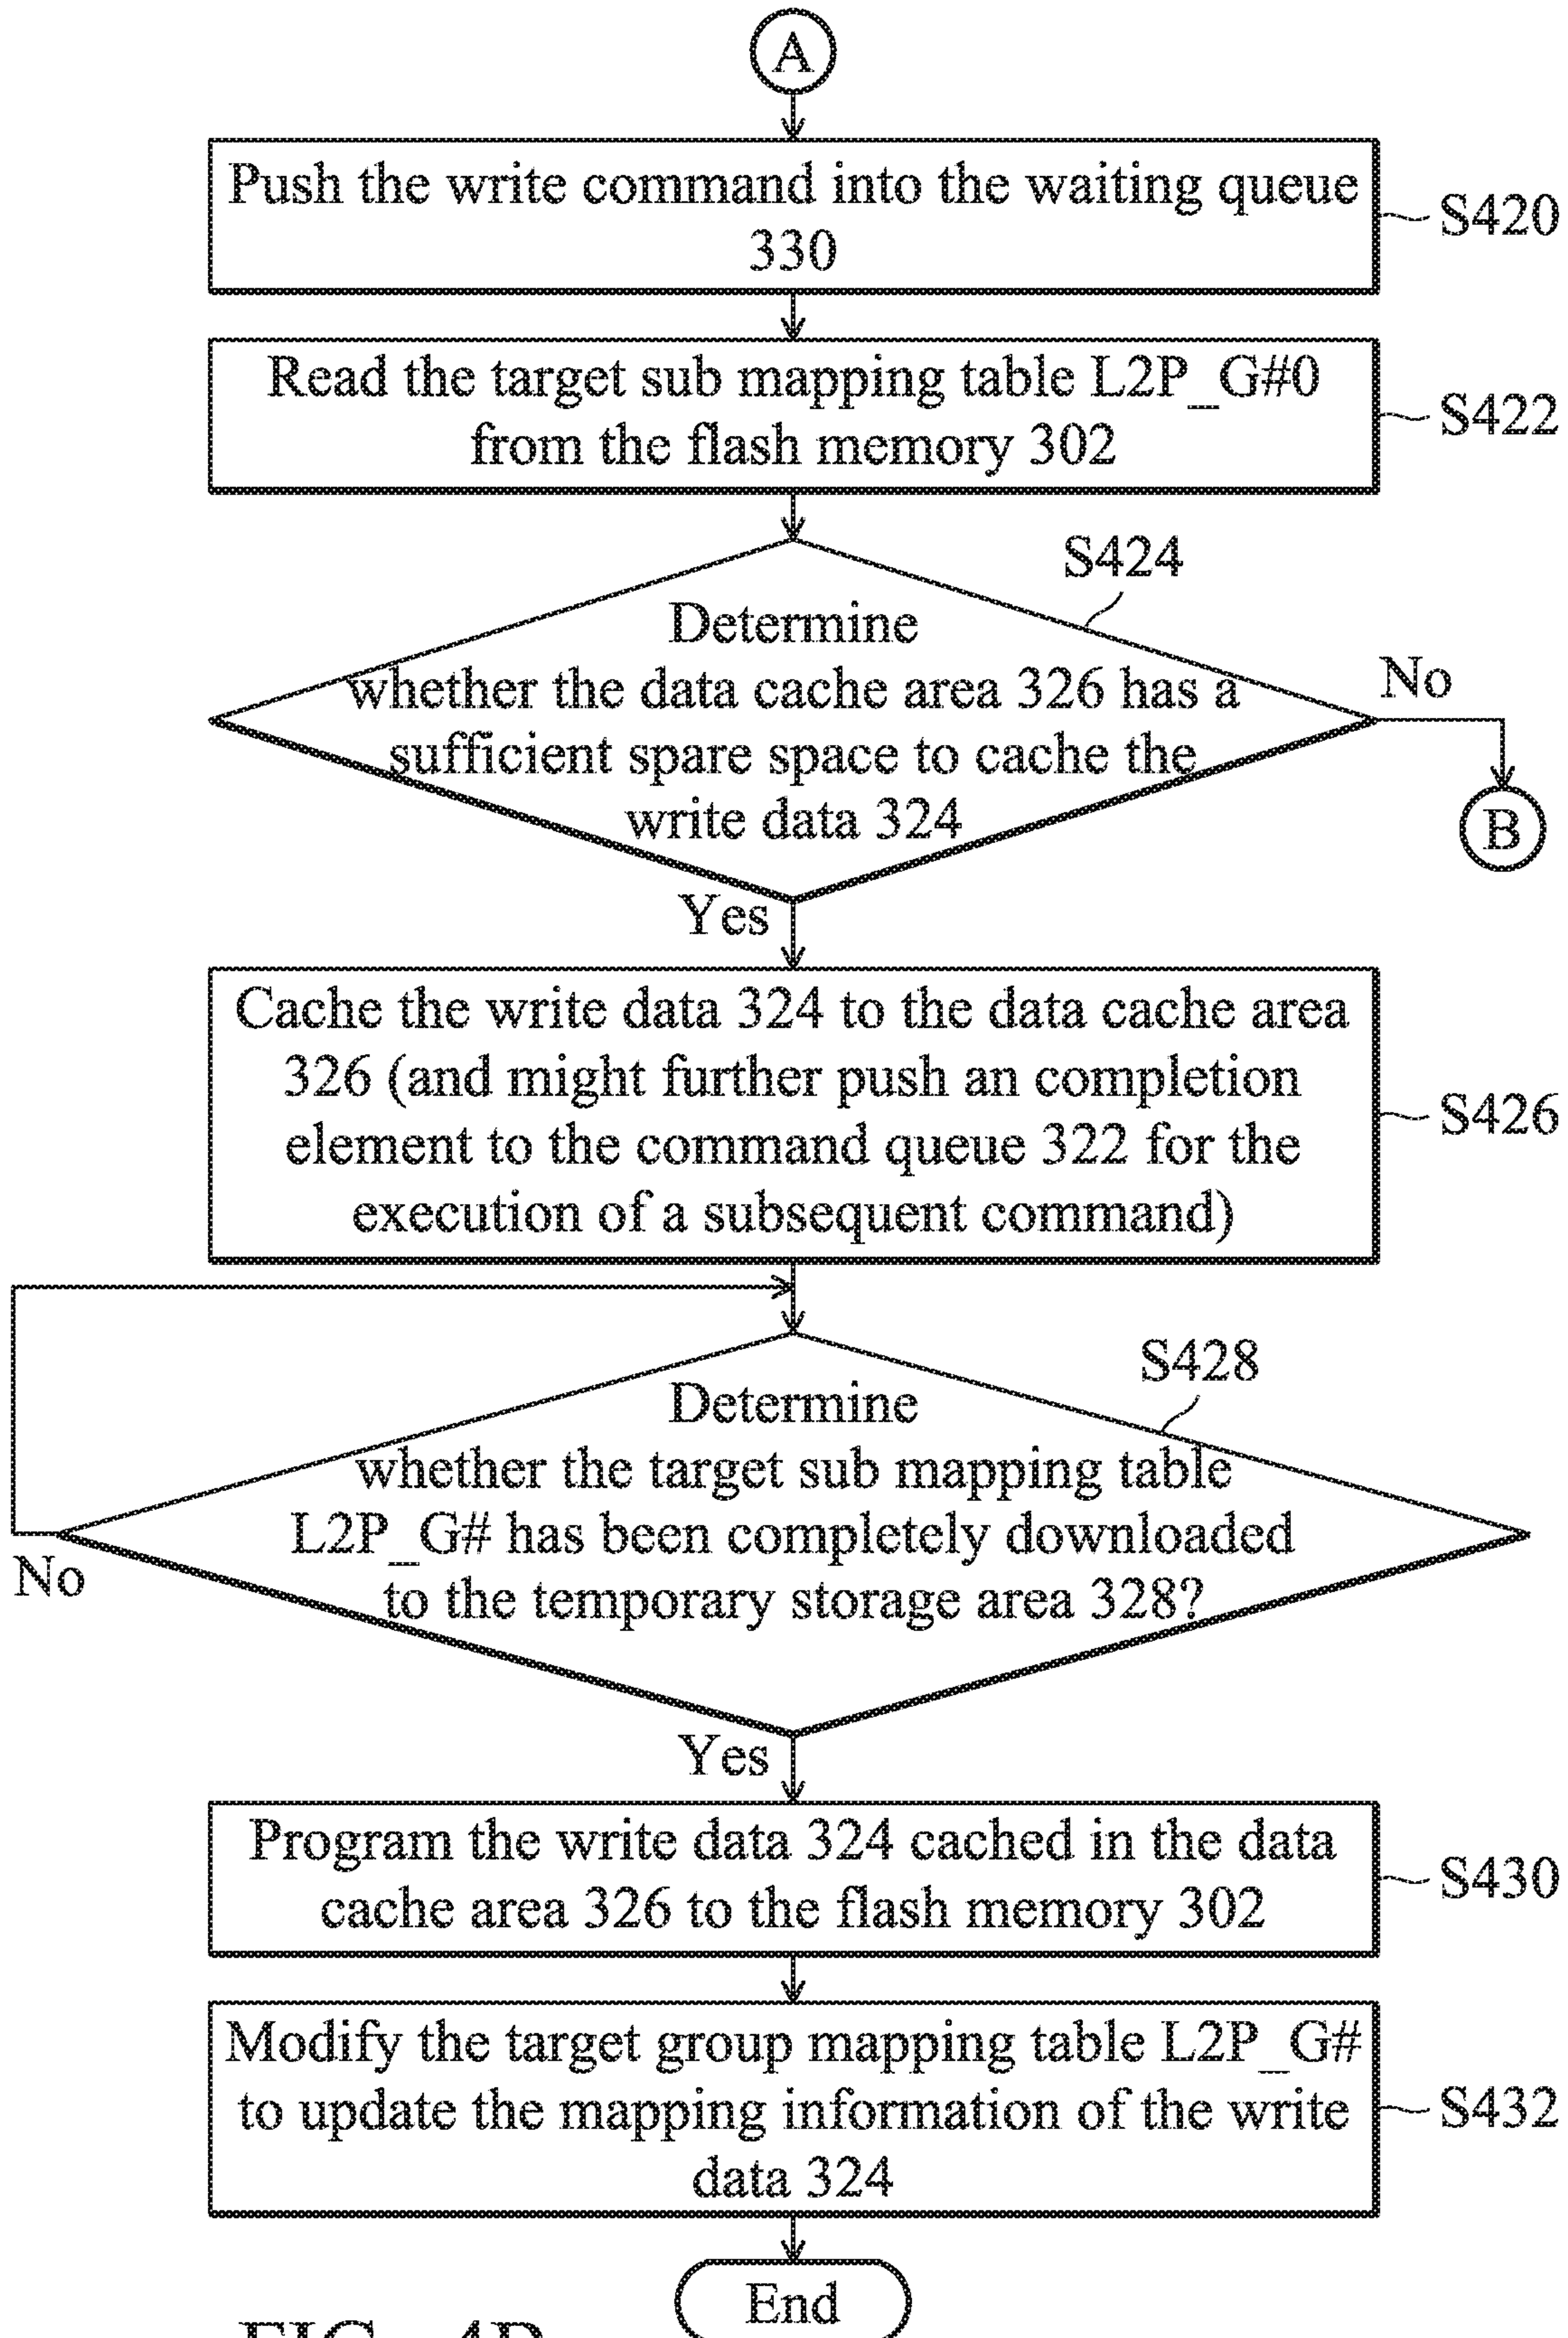 A
Push the write command into the waiting queue
330
S420
Read the target sub mapping table L2P_G#0
from the flash memory 302
S422
S424
Determine
whether the data cache area 326 has a
sufficient spare space to cache the
write data 324
No
B
Yes
Cache the write data 324 to the data cache area
326 (and might further push an completion
element to the command queue 322 for the
execution of a subsequent command)
S426
S428
Determine
whether the target sub mapping table
L2P_G# has been completely downloaded
to the temporary storage area 328?
No
Yes
Program the write data 324 cached in the data
cache area 326 to the flash memory 302
S430
Modify the target group mapping table L2P_G#
to update the mapping information of the write
data 324
S432
End
FIG.